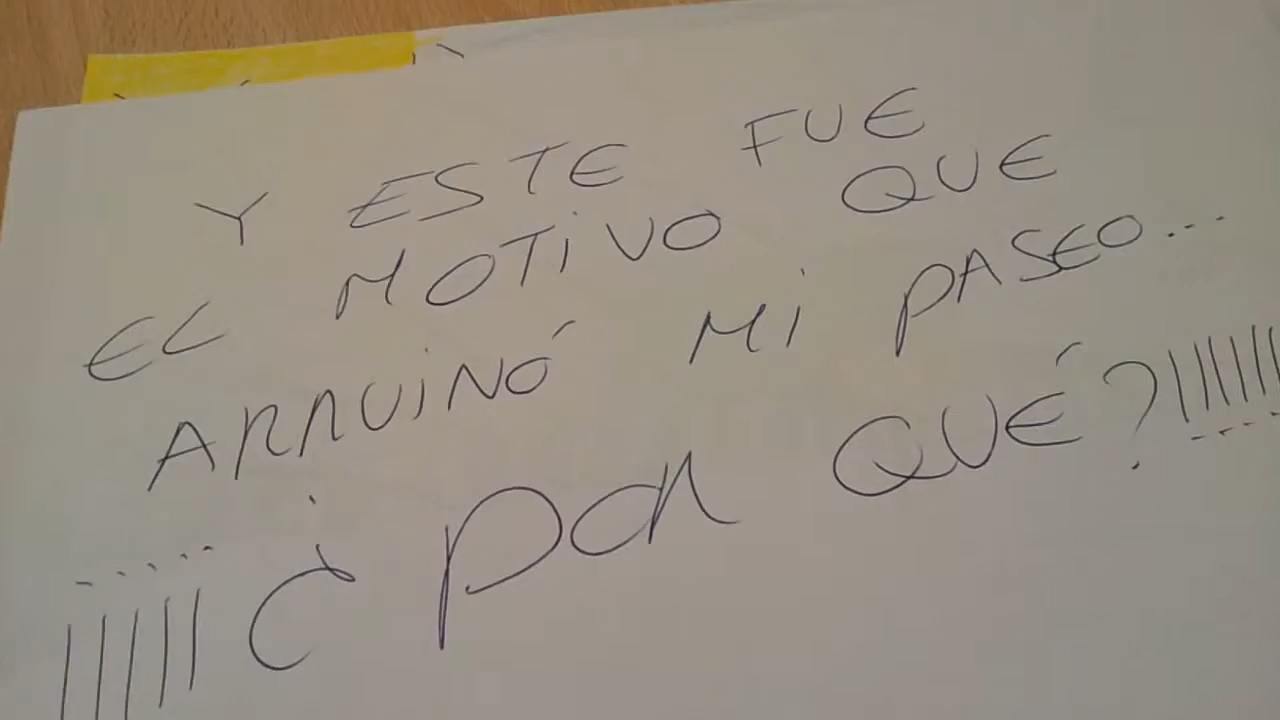 Y ESTE FUE
EL MOTIVO QUE
ARRUINÓ MI PASEO...
¡¡¡¡¡¿POR QUÉ?!!!!!!